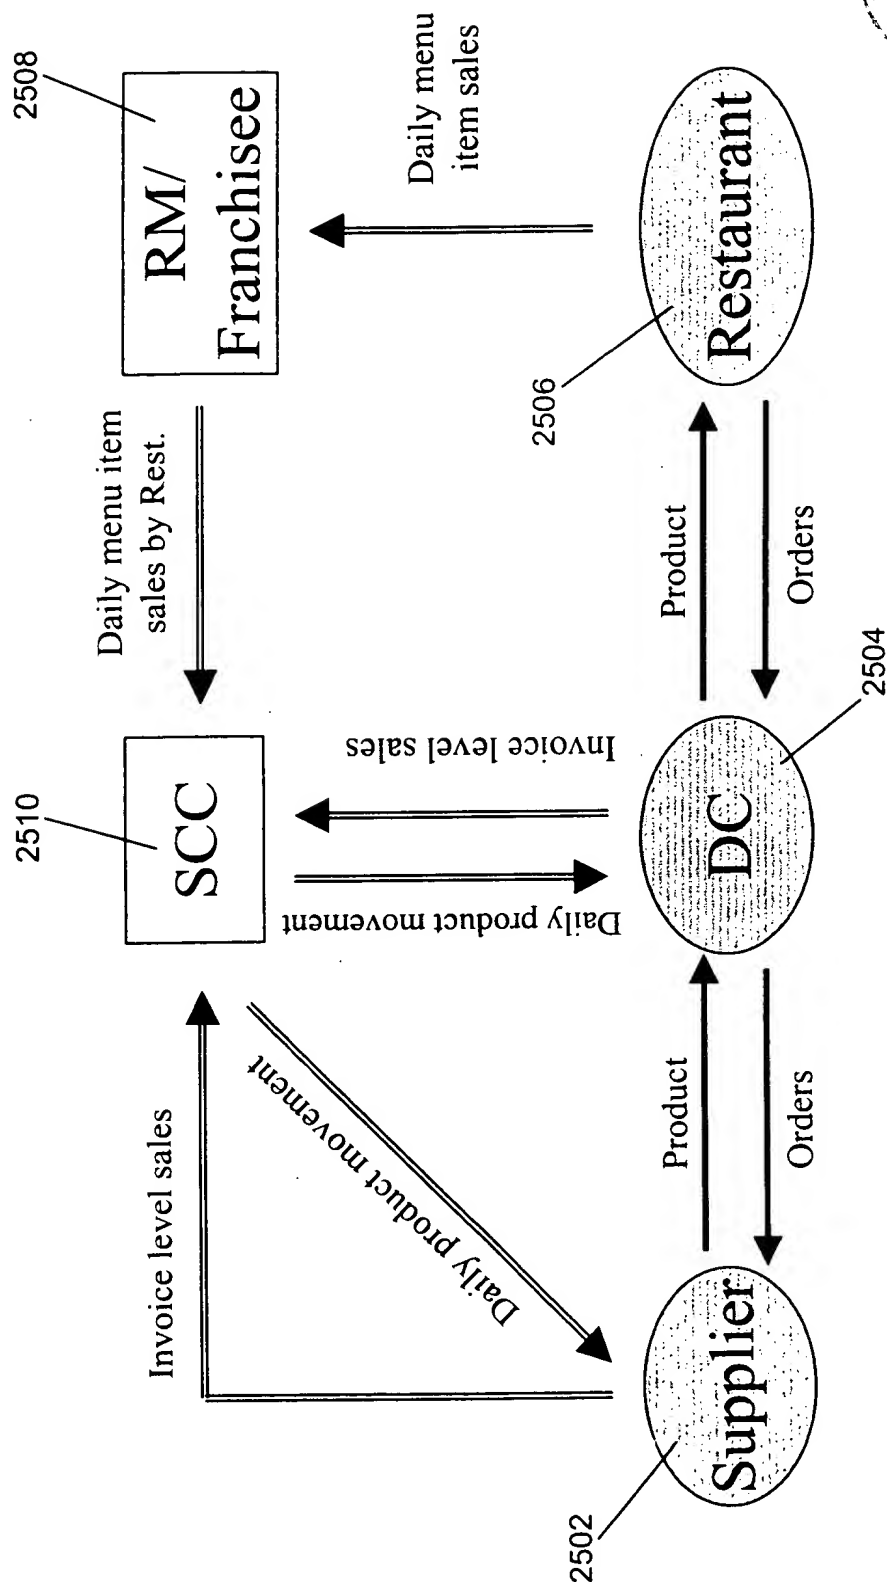 2510
SCC
Daily menu item
sales by Rest.
2508
RM/
Franchisee
Invoice level sales
Daily product movement
Daily product movement
Invoice level sales
Daily menu
item sales
2502
Supplier
Product
Orders
DC
2504
Product
Orders
2506
Restaurant